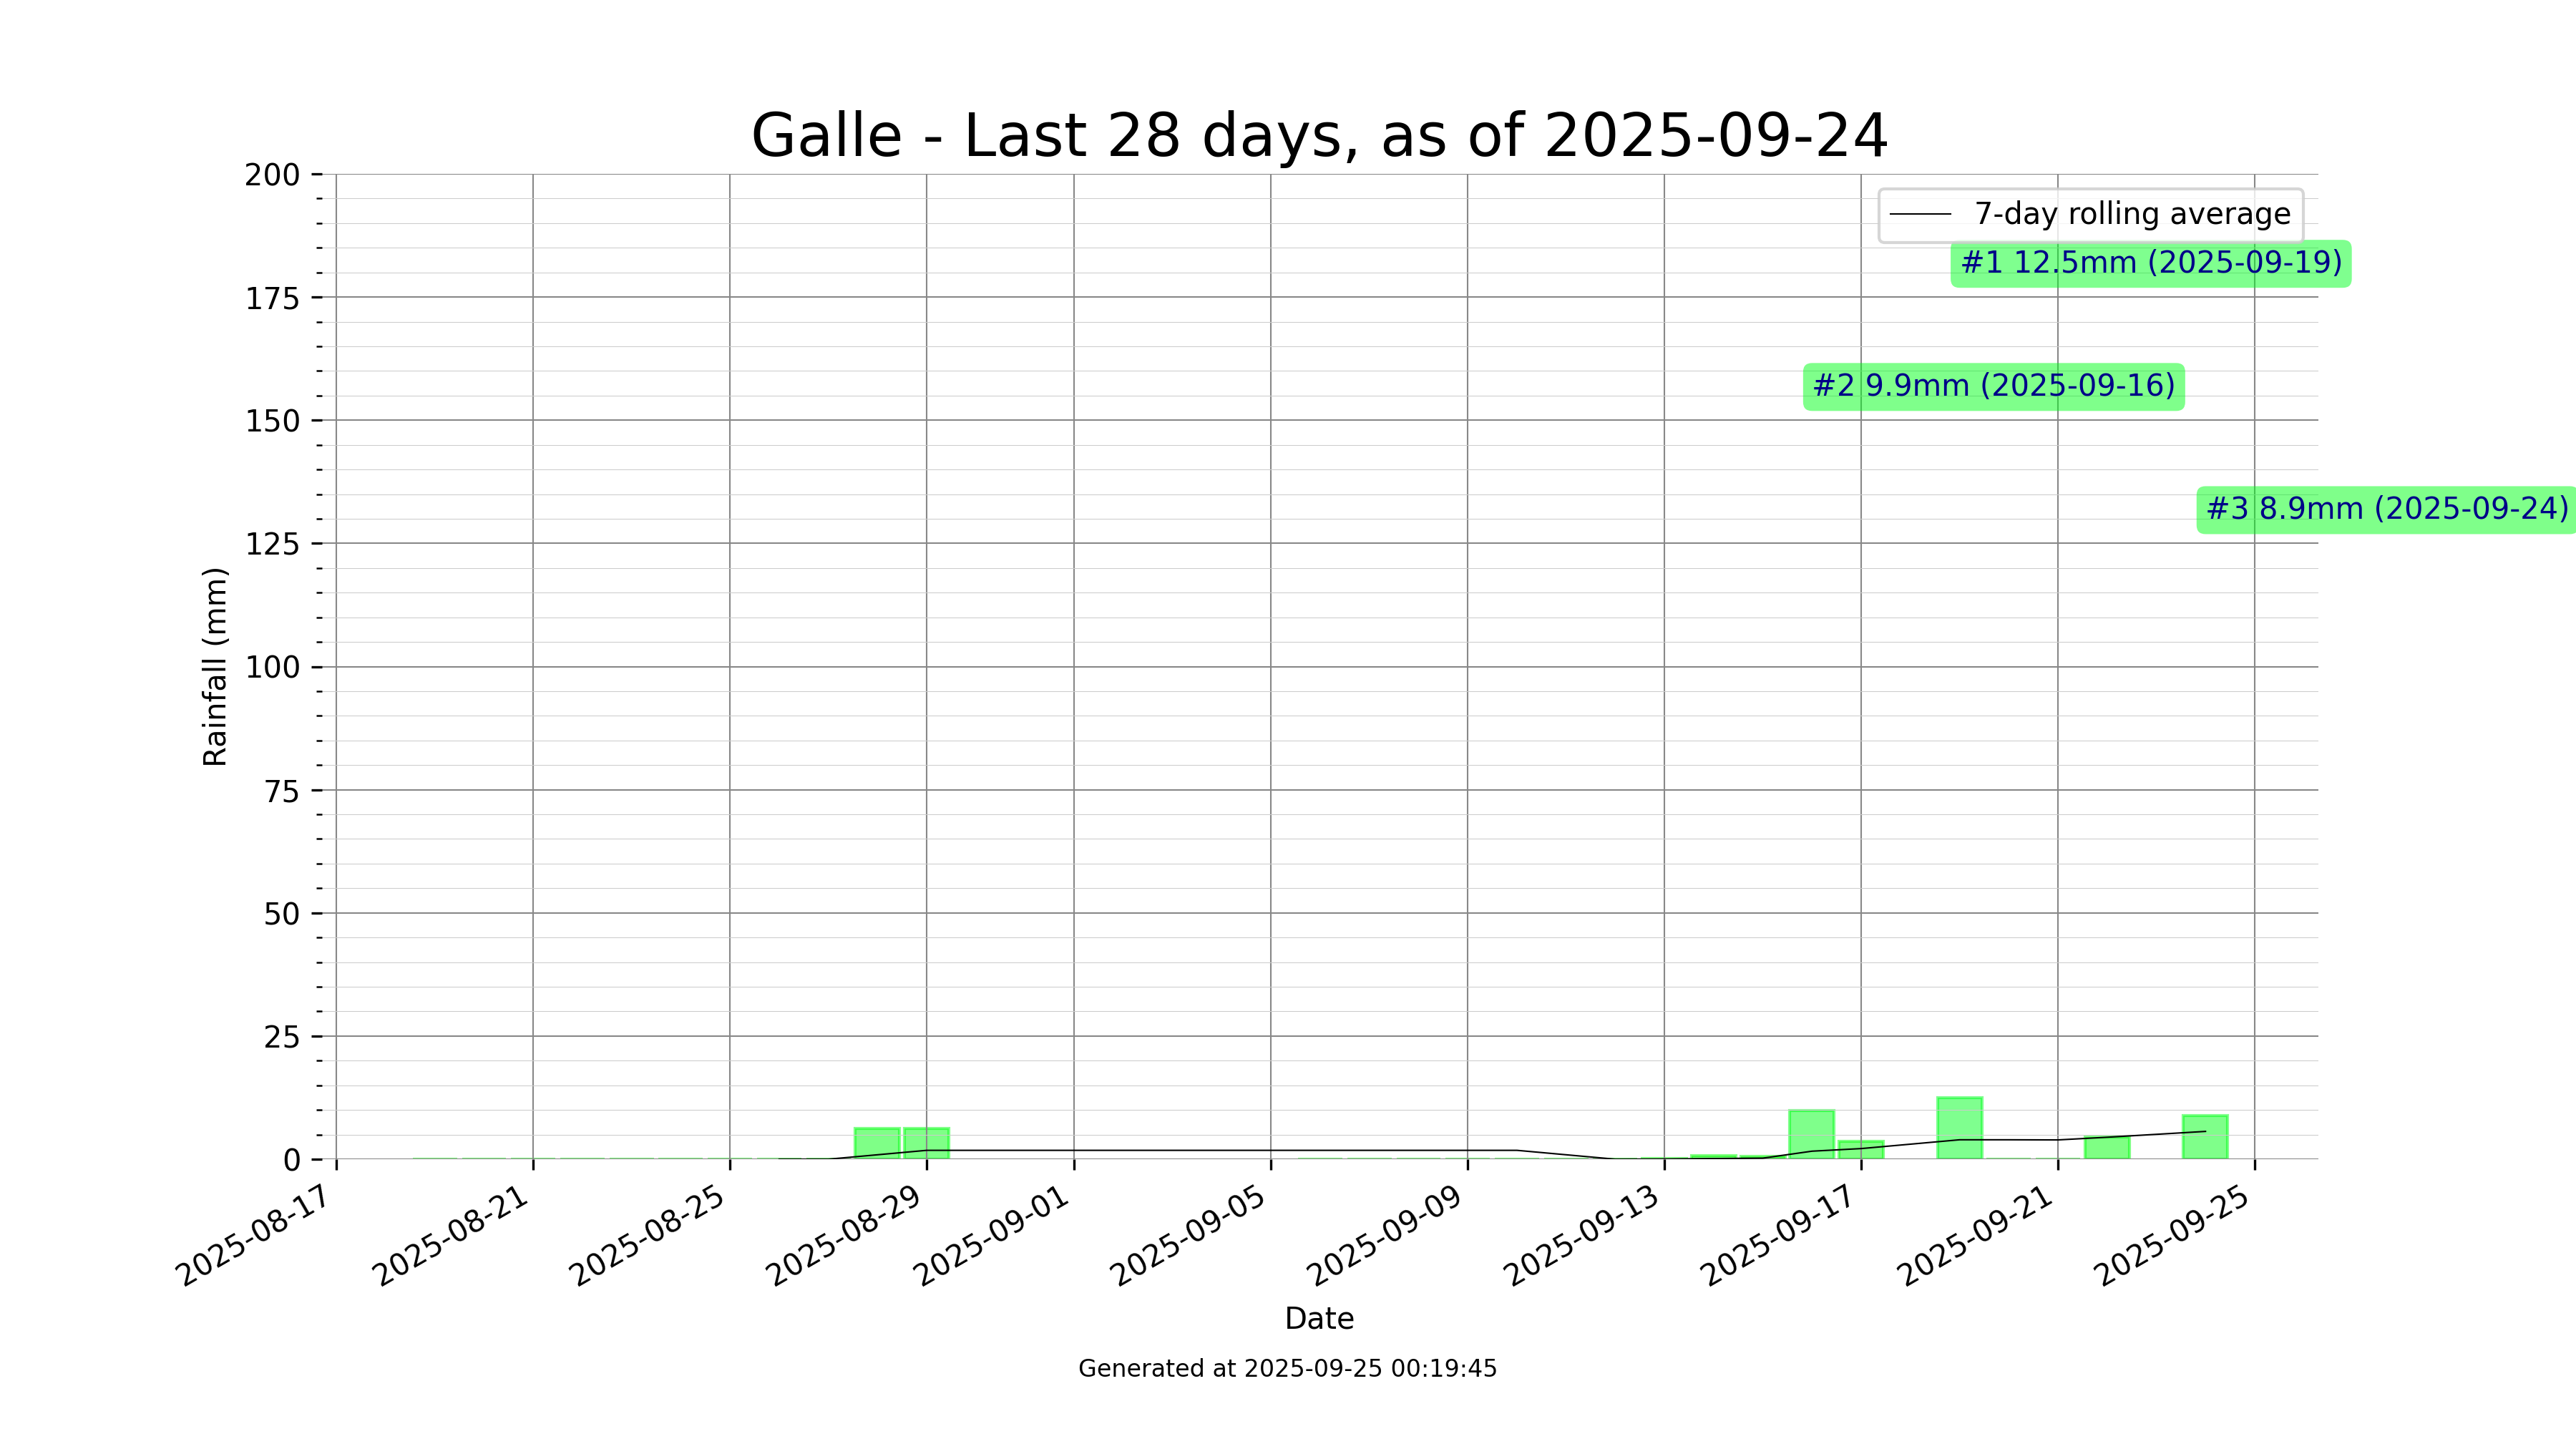 Galle - Last 28 days, as of 2025-09-24
200
175
150
125
100
75
50
25
0
Rainfall (mm)
7-day rolling average
#1 12.5mm (2025-09-19)
#2 9.9mm (2025-09-16)
#3 8.9mm (2025-09-24)
2025-08-17
2025-08-21
2025-08-25
2025-08-29
2025-09-01
2025-09-05
2025-09-09
2025-09-13
2025-09-17
2025-09-21
2025-09-25
Date
Generated at 2025-09-25 00:19:45